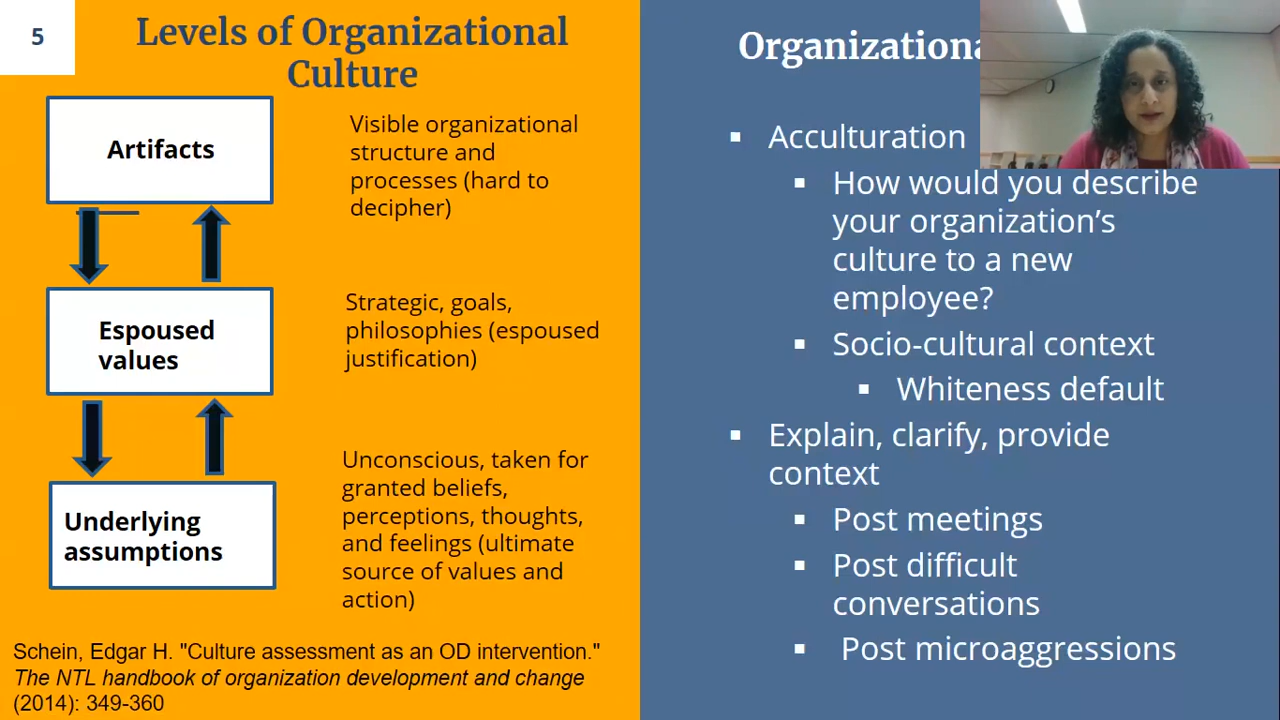 5
Levels of Organizational
Culture
Artifacts
Visible organizational
structure and
processes (hard to
decipher)
Espoused
values
Strategic, goals,
philosophies (espoused
justification)
Underlying
assumptions
Unconscious, taken for
granted beliefs,
perceptions, thoughts,
and feelings (ultimate
source of values and
action)
Schein, Edgar H. "Culture assessment as an OD intervention."
The NTL handbook of organization development and change
(2014): 349-360
▪ Acculturation
▪ How would you describe
your organization’s
culture to a new
employee?
▪ Socio-cultural context
▪ Whiteness default
▪ Explain, clarify, provide
context
▪ Post meetings
▪ Post difficult
conversations
▪ Post microaggressions